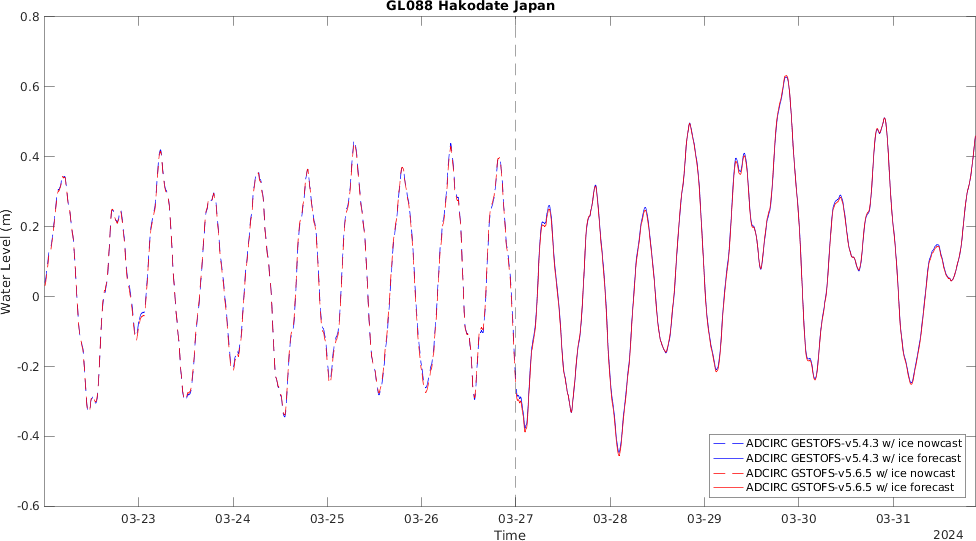 GL088 Hakodate Japan
0.8
0.6
0.4
0.2
0
-0.2
-0.4
-0.6
Water Level (m)
ADCIRC GESTOFS-v5.4.3 w/ ice nowcast
ADCIRC GESTOFS-v5.4.3 w/ ice forecast
ADCIRC GSTOFS-v5.6.5 w/ ice nowcast
ADCIRC GSTOFS-v5.6.5 w/ ice forecast
03-23 03-24 03-25 03-26 03-27 03-28 03-29 03-30 03-31
Time
2024